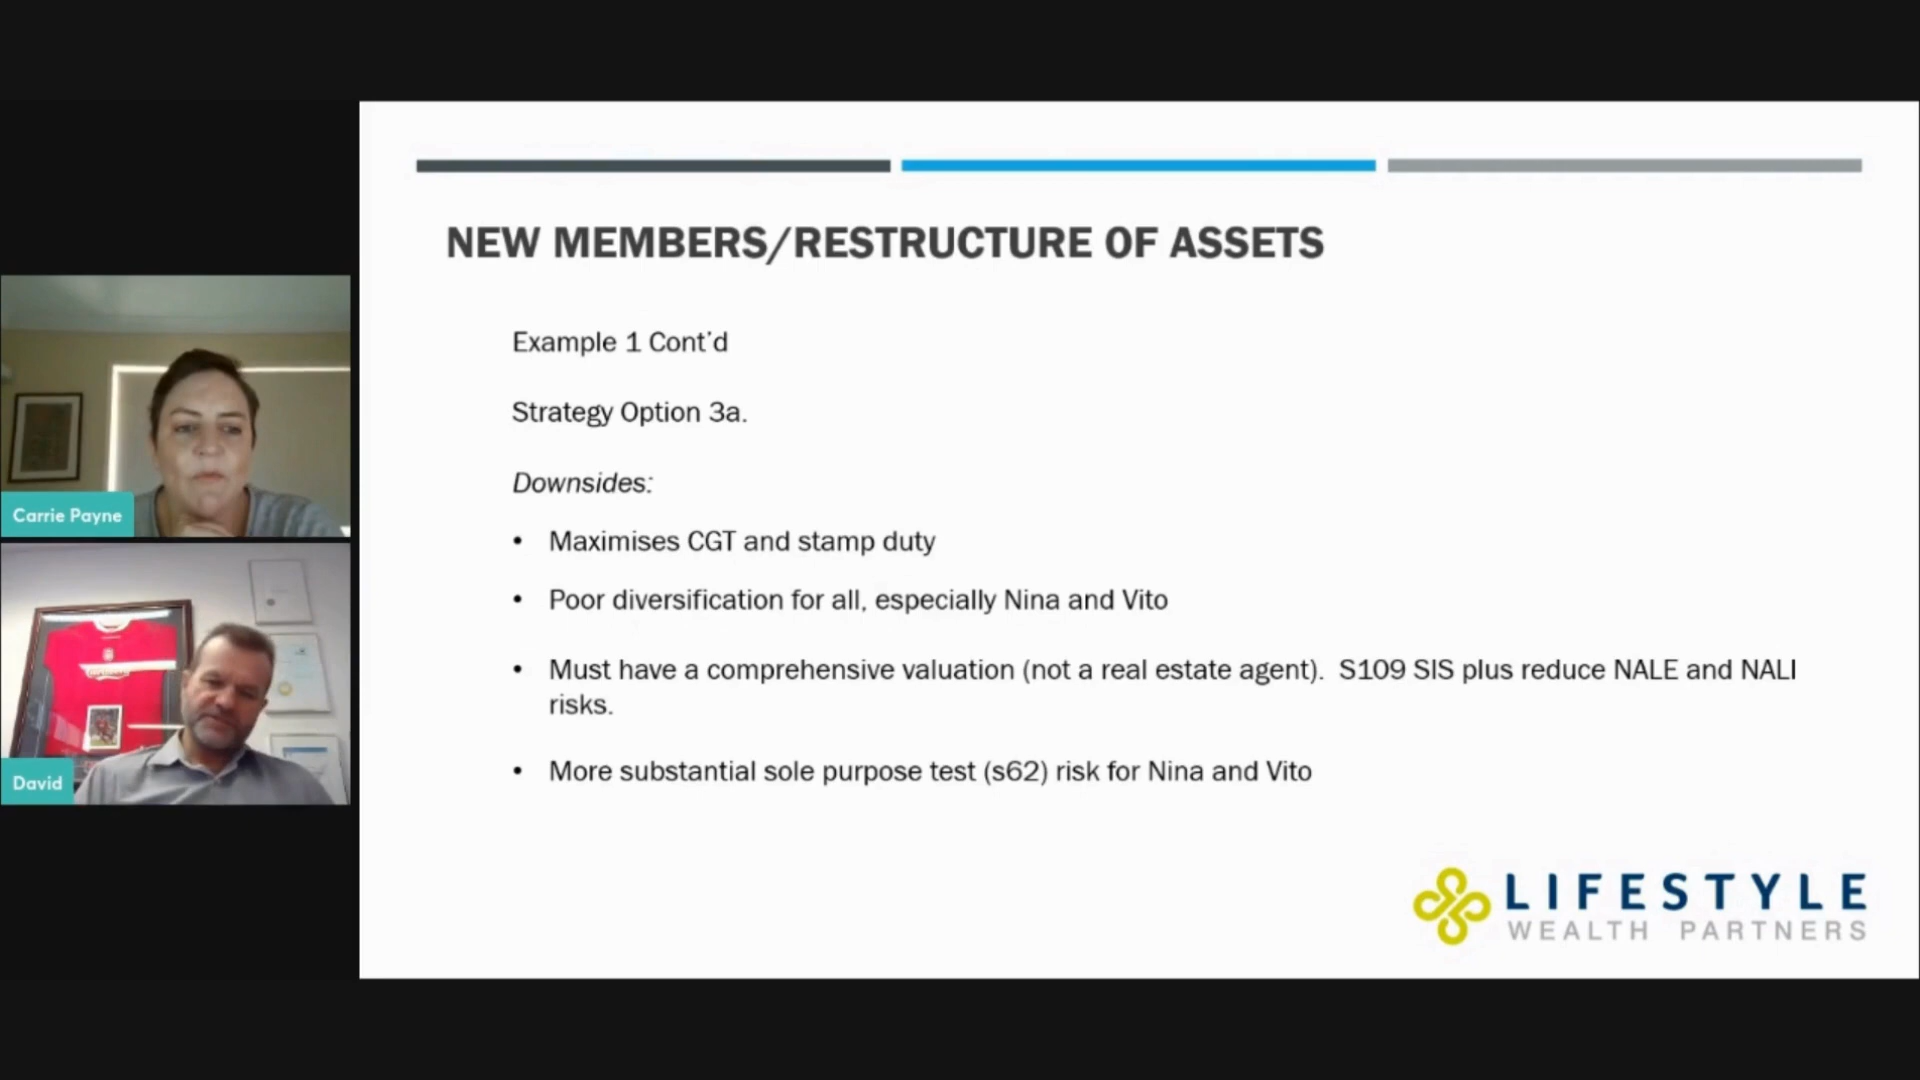 NEW MEMBERS/RESTRUCTURE OF ASSETS
Example 1 Cont'd
Strategy Option 3a.
Downsides:
• Maximises CGT and stamp duty
• Poor diversification for all, especially Nina and Vito
• Must have a comprehensive valuation (not a real estate agent). S109 SIS plus reduce NALE and NALI
risks.
• More substantial sole purpose test (s62) risk for Nina and Vito
LIFESTYLE
WEALTH PARTNERS
Carrie Payne
David